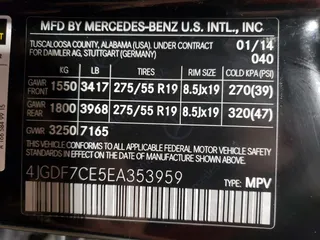 MFD BY MERCEDES-BENZ U.S. INTL., INC
TUSCALOOSA COUNTY, ALABAMA (USA)
UNDER CONTRACT OF
DAIMLER AG, STUTTGART (GERMANY)
01/14
040
KG LB TIRES RIM SIZE COLD KPA(PSI)
GAWR FRONT 1550 3417 275/55 R19 8.5Jx19 270(39)
GAWR REAR 1800 3968 275/55 R19 8.5Jx19 320(47)
GVWR 3250 7165
THIS VEHICLE CONFORMS TO ALL APPLICABLE
FEDERAL MOTOR VEHICLE SAFETY STANDARDS IN
EFFECT ON THE DATE OF MANUFACTURE SHOWN ABOVE
4JGDF7CE5EA353959 TYPE: MPV